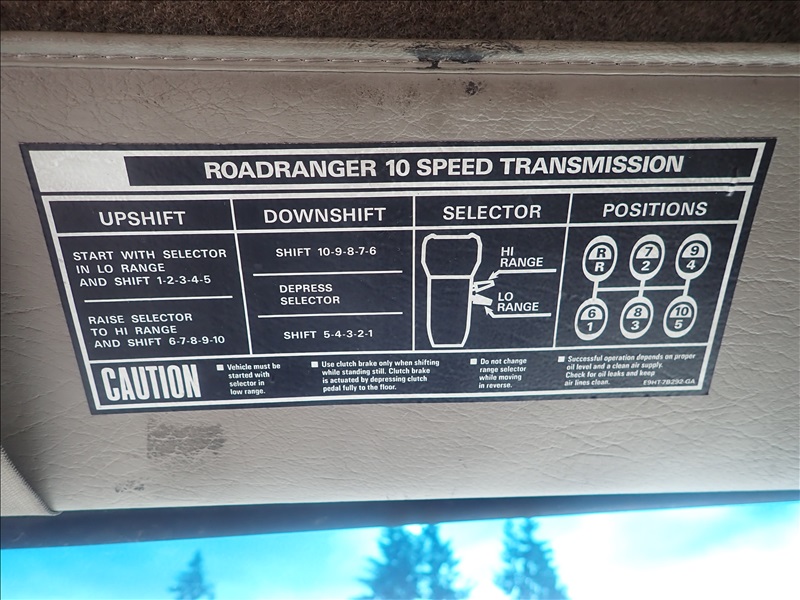 ROADRANGER 10 SPEED TRANSMISSION
UPSHIFT
START WITH SELECTOR
IN LO RANGE
AND SHIFT 1-2-3-4-5
RAISE SELECTOR
TO HI RANGE
AND SHIFT 6-7-8-9-10
DOWNSHIFT
SHIFT 10-9-8-7-6
DEPRESS
SELECTOR
SHIFT 5-4-3-2-1
SELECTOR
HI
RANGE
LO
RANGE
POSITIONS
R 7 9
R 2 4
6 8 10
1 3 5
CAUTION
Vehicle must be
started with
selector in
low range.
Use clutch brake only when shifting
while standing still. Clutch brake
is actuated by depressing clutch
pedal fully to the floor.
Do not change
range selector
while moving
in reverse.
Successful operation depends on proper
oil level and a clean air supply.
Check for oil leaks and keep
air lines clean.
E9HT-7B292-GA